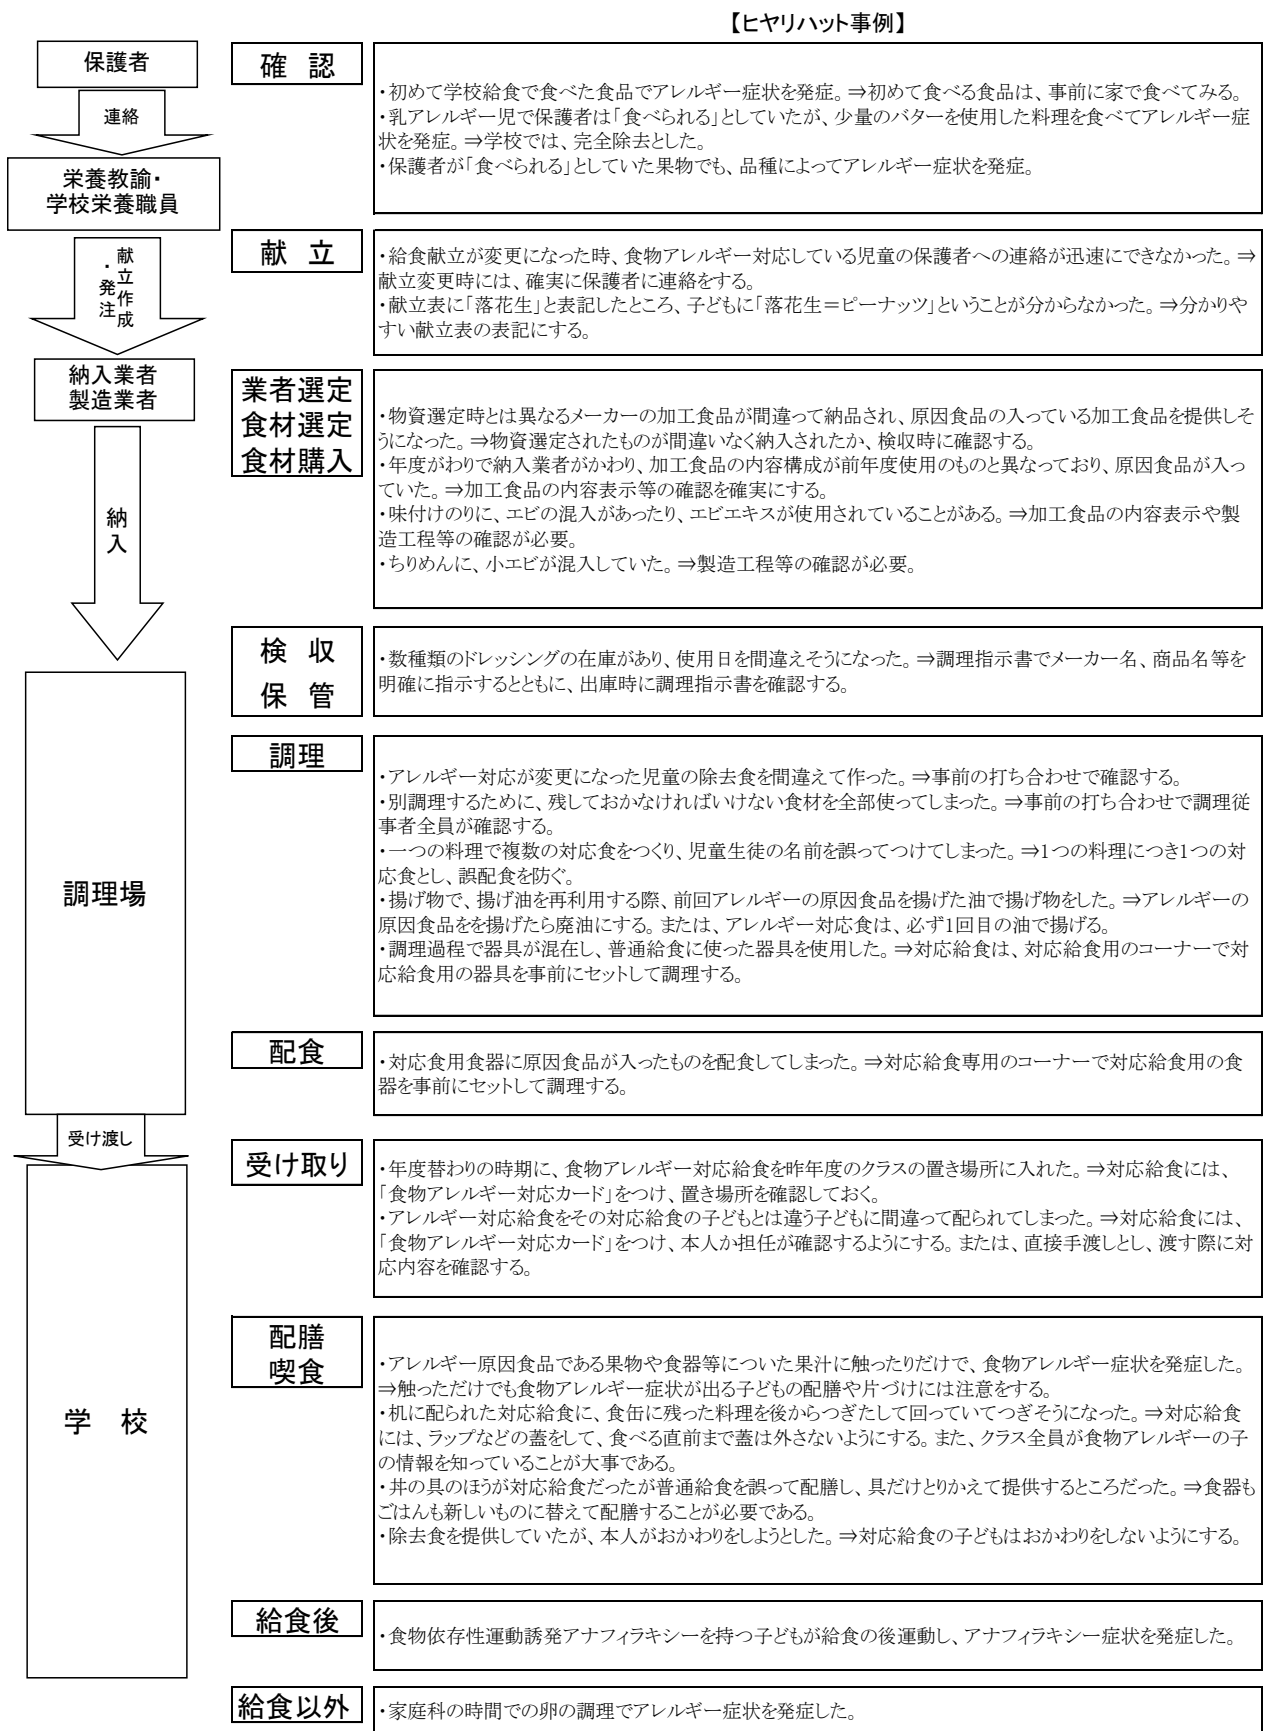 【ヒヤリハット事例】
保護者
連絡
栄養教諭・
学校栄養職員
献立作成
・発注
納入業者
製造業者
納入
調理場
受け渡し
学　校
確　認
・初めて学校給食で食べた食品でアレルギー症状を発症。⇒初めて食べる食品は、事前に家で食べてみる。
・乳アレルギー児で保護者は「食べられる」としていたが、少量のバターを使用した料理を食べてアレルギー症
状を発症。⇒学校では、完全除去とした。
・保護者が「食べられる」としていた果物でも、品種によってアレルギー症状を発症。
献　立
・給食献立が変更になった時、食物アレルギー対応している児童の保護者への連絡が迅速にできなかった。⇒
献立変更時には、確実に保護者に連絡をする。
・献立表に「落花生」と表記したところ、子どもに「落花生＝ピーナッツ」ということが分からなかった。⇒分かりや
すい献立表の表記にする。
業者選定
食材選定
食材購入
・物資選定時とは異なるメーカーの加工食品が間違って納品され、原因食品の入っている加工食品を提供しそ
うになった。⇒物資選定されたものが間違いなく納入されたか、検収時に確認する。
・年度がわりで納入業者がかわり、加工食品の内容構成が前年度使用のものと異なっており、原因食品が入っ
ていた。⇒加工食品の内容表示等の確認を確実にする。
・味付けのりに、エビの混入があったり、エビエキスが使用されていることがある。⇒加工食品の内容表示や製
造工程等の確認が必要。
・ちりめんに、小エビが混入していた。⇒製造工程等の確認が必要。
検　収
保　管
・数種類のドレッシングの在庫があり、使用日を間違えそうになった。⇒調理指示書でメーカー名、商品名等を
明確に指示するとともに、出庫時に調理指示書を確認する。
調理
・アレルギー対応が変更になった児童の除去食を間違えて作った。⇒事前の打ち合わせで確認する。
・別調理するために、残しておかなければいけない食材を全部使ってしまった。⇒事前の打ち合わせで調理従
事者全員が確認する。
・一つの料理で複数の対応食をつくり、児童生徒の名前を誤ってつけてしまった。⇒1つの料理につき1つの対
応食とし、誤配食を防ぐ。
・揚げ物で、揚げ油を再利用する際、前回アレルギーの原因食品を揚げた油で揚げ物をした。⇒アレルギーの
原因食品をを揚げたら廃油にする。または、アレルギー対応食は、必ず1回目の油で揚げる。
・調理過程で器具が混在し、普通給食に使った器具を使用した。⇒対応給食は、対応給食用のコーナーで対
応給食用の器具を事前にセットして調理する。
配食
・対応食用食器に原因食品が入ったものを配食してしまった。⇒対応給食専用のコーナーで対応給食用の食
器を事前にセットして調理する。
受け取り
・年度替わりの時期に、食物アレルギー対応給食を昨年度のクラスの置き場所に入れた。⇒対応給食には、
「食物アレルギー対応カード」をつけ、置き場所を確認しておく。
・アレルギー対応給食をその対応給食の子どもとは違う子どもに間違って配られてしまった。⇒対応給食には、
「食物アレルギー対応カード」をつけ、本人か担任が確認するようにする。または、直接手渡しとし、渡す際に対
応内容を確認する。
配膳
喫食
・アレルギー原因食品である果物や食器等についた果汁に触ったりだけで、食物アレルギー症状を発症した。
⇒触っただけでも食物アレルギー症状が出る子どもの配膳や片づけには注意をする。
・机に配られた対応給食に、食缶に残った料理を後からつぎたして回っていてつぎそうになった。⇒対応給食
には、ラップなどの蓋をして、食べる直前まで蓋は外さないようにする。また、クラス全員が食物アレルギーの子
の情報を知っていることが大事である。
・丼の具のほうが対応給食だったが普通給食を誤って配膳し、具だけとりかえて提供するところだった。⇒食器も
ごはんも新しいものに替えて配膳することが必要である。
・除去食を提供していたが、本人がおかわりをしようとした。⇒対応給食の子どもはおかわりをしないようにする。
給食後
・食物依存性運動誘発アナフィラキシーを持つ子どもが給食の後運動し、アナフィラキシー症状を発症した。
給食以外
・家庭科の時間での卵の調理でアレルギー症状を発症した。